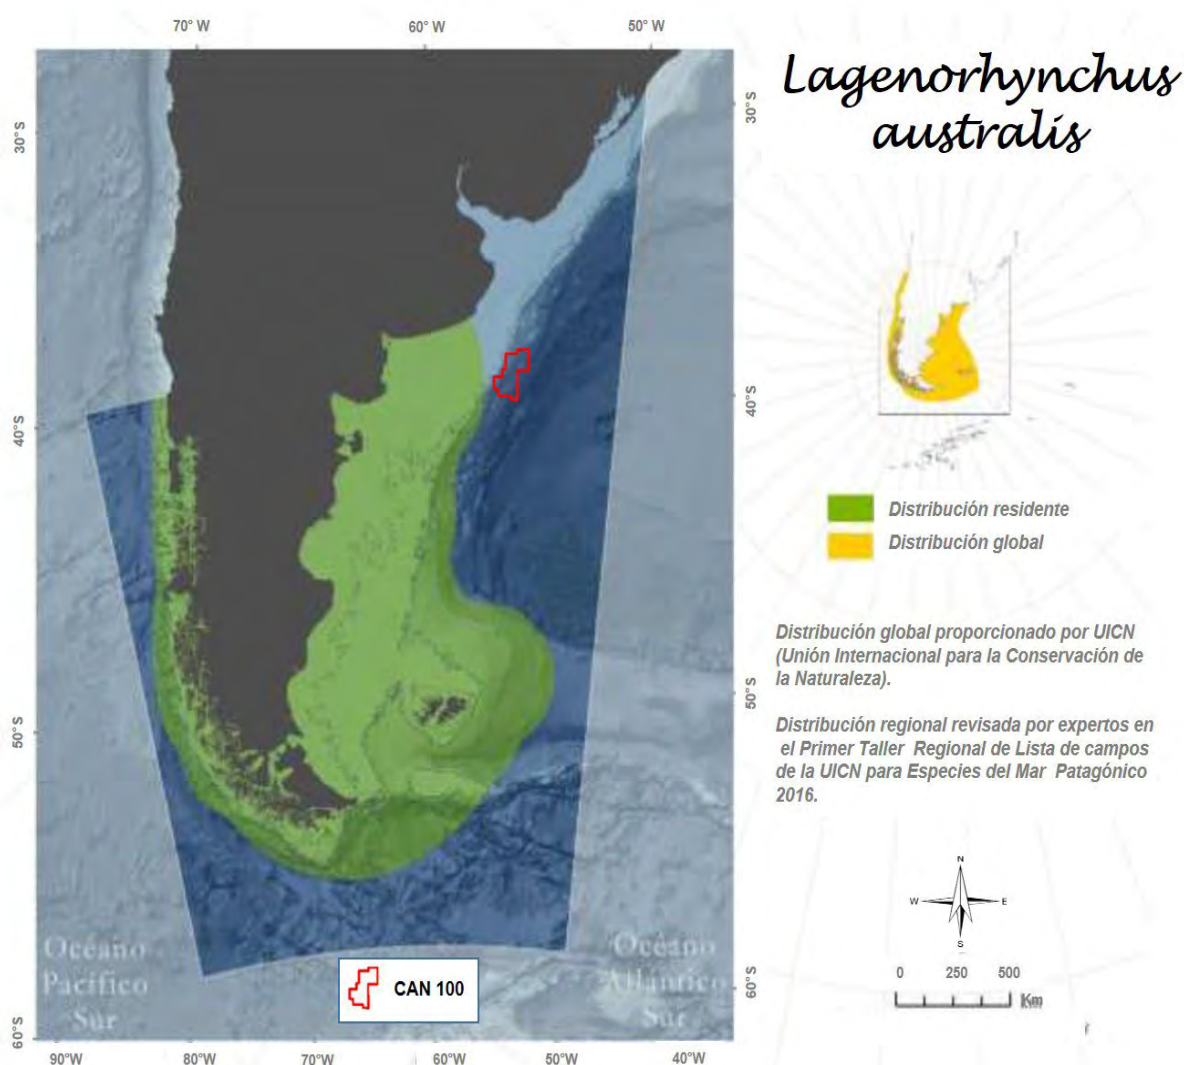 70° W
60° W
50° W
Lagenorhynchus
australis
30°S
30°S
40°S
40°S
Distribución residente
Distribución global
Distribución global proporcionado por UICN
(Unión Internacional para la Conservación de
la Naturaleza).
50°S
50°S
Distribución regional revisada por expertos en
el Primer Taller Regional de Lista de campos
de la UICN para Especies del Mar Patagónico
2016.
N
W
E
S
Océano
Pacífico
Sur
Océano
Atlántico
Sur
CAN 100
0
250
500
Km
60°S
60°S
90°W
80°W
70°W
60°W
50°W
40°W